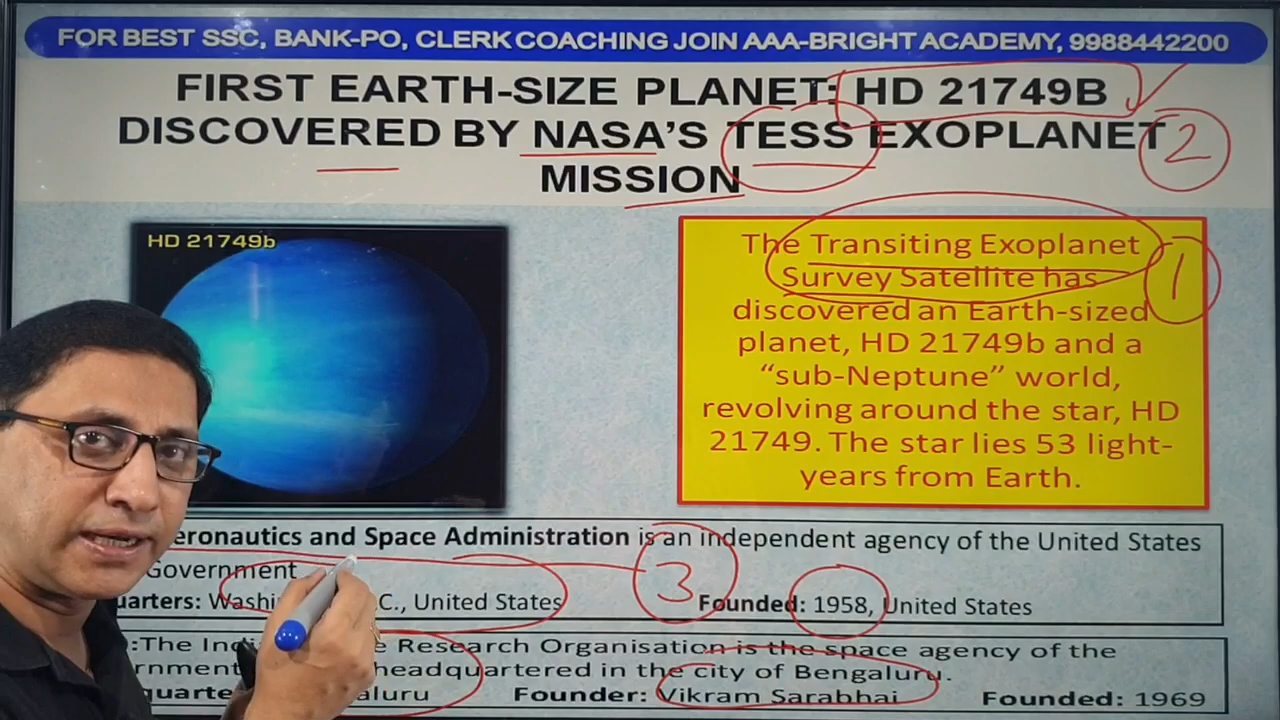 FOR BEST SSC, BANK-PO, CLERK COACHING JOIN AAA-BRIGHT ACADEMY, 9988442200
FIRST EARTH-SIZE PLANET: HD 21749B
DISCOVERED BY NASA'S TESS EXOPLANET
MISSION
2
HD 21749b
The Transiting Exoplanet
Survey Satellite has
discovered an Earth-sized
planet, HD 21749b and a
“sub-Neptune” world,
revolving around the star, HD
21749. The star lies 53 light-
years from Earth.
1
and Space Administration is an independent agency of the United States
Government
3
C., United States
Founded: 1958, United States
:The Research Organisation is the space agency of the
headquartered in the city of Bengaluru.
Founder: Vikram Sarabhai
Founded: 1969